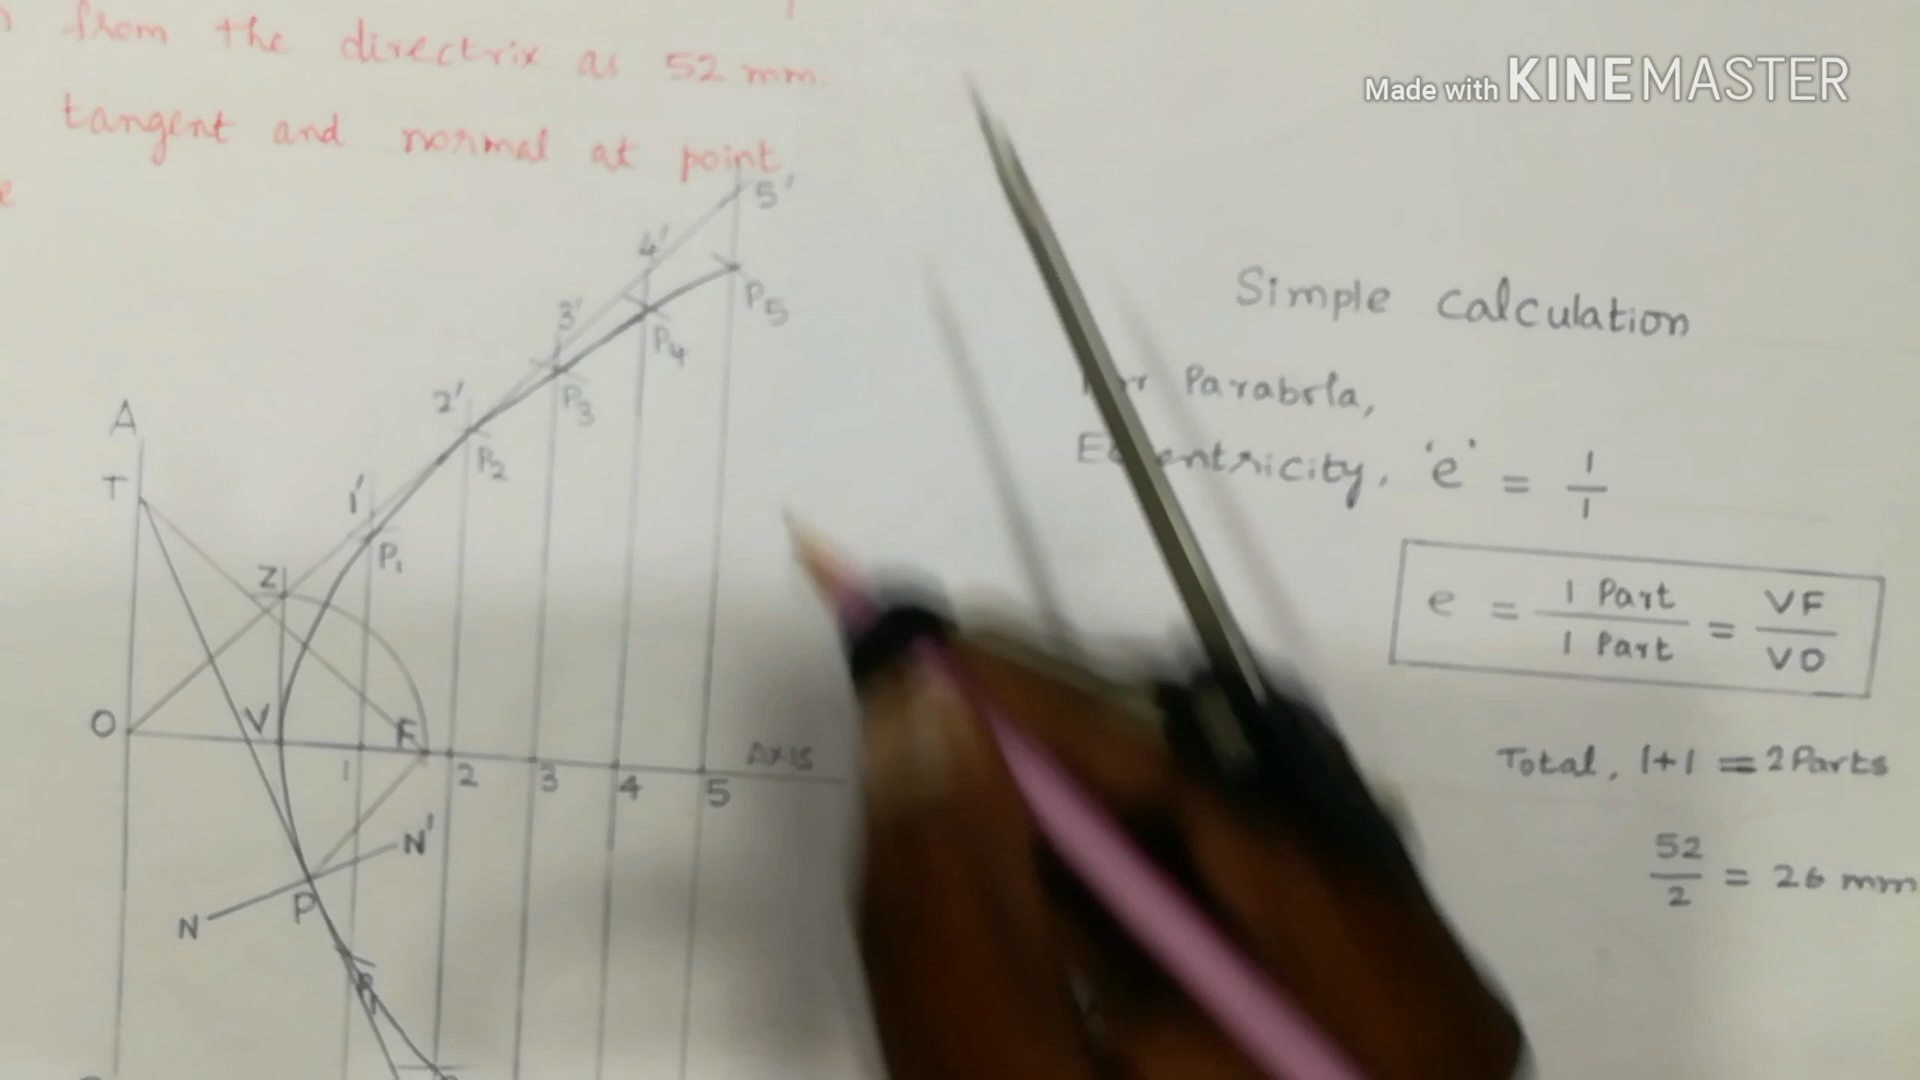 from the directrix as 52 mm.
tangent and normal at point
Made with KINEMASTER
5'
4'
P5
3'
P4
2'
P3
A
P2
T
1'
P1
Z
O
V
F
AXIS
1
2
3
4
5
N'
P
N
Simple Calculation
Parabola,
Eccentricity, 'e' = 1/1
e = 1 Part/1 Part = VF/VO
Total, 1+1 = 2 Parts
52/2 = 26 mm